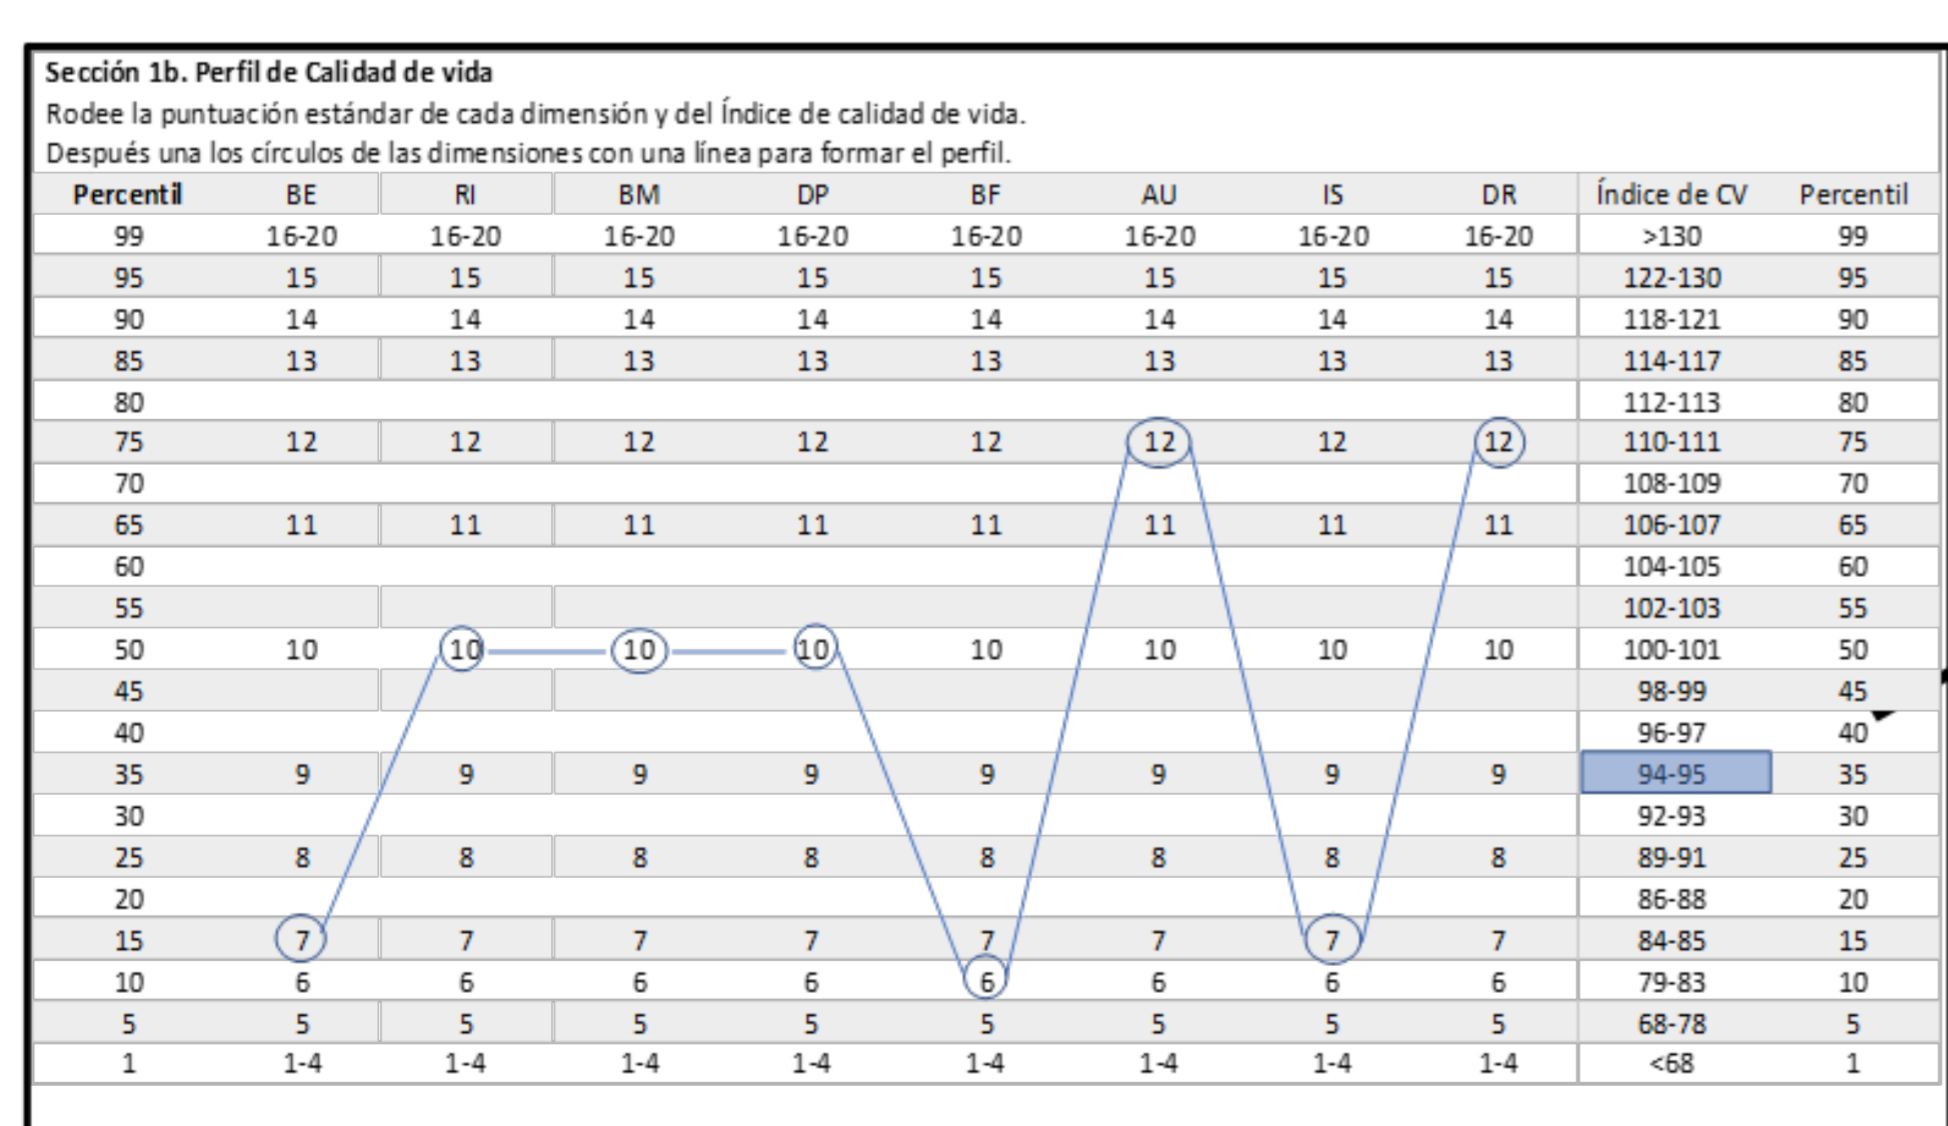 Sección 1b. Perfil de Calidad de vida
Rodee la puntuación estándar de cada dimensión y del Índice de calidad de vida.
Después una los círculos de las dimensiones con una línea para formar el perfil.
Percentil BE RI BM DP BF AU IS DR Índice de CV Percentil
99 16-20 16-20 16-20 16-20 16-20 16-20 16-20 16-20 >130 99
95 15 15 15 15 15 15 15 15 122-130 95
90 14 14 14 14 14 14 14 14 118-121 90
85 13 13 13 13 13 13 13 13 114-117 85
80 112-113 80
75 12 12 12 12 12 12 12 12 110-111 75
70 108-109 70
65 11 11 11 11 11 11 11 11 106-107 65
60 104-105 60
55 102-103 55
50 10 10 10 10 10 10 10 10 100-101 50
45 98-99 45
40 96-97 40
35 9 9 9 9 9 9 9 9 94-95 35
30 92-93 30
25 8 8 8 8 8 8 8 8 89-91 25
20 86-88 20
15 7 7 7 7 7 7 7 7 84-85 15
10 6 6 6 6 6 6 6 6 79-83 10
5 5 5 5 5 5 5 5 5 68-78 5
1 1-4 1-4 1-4 1-4 1-4 1-4 1-4 1-4 <68 1